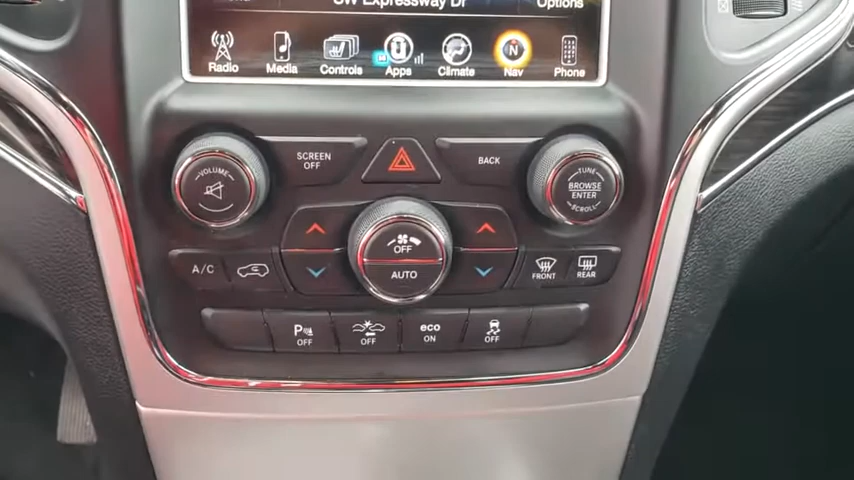 SW Expressway Dr
Options
Radio
Media
Controls
Apps
Climate
N
Nav
Phone
VOLUME
SCREEN
OFF
BACK
TUNE
BROWSE
ENTER
SCROLL
OFF
AUTO
A/C
FRONT
REAR
P
OFF
OFF
eco
ON
OFF